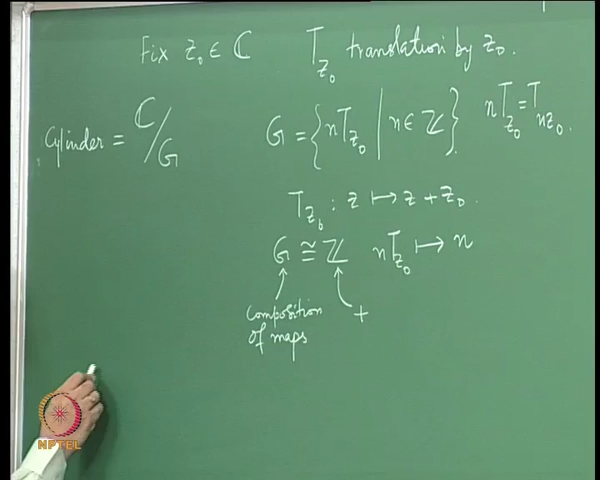 Fix z₀ ∈ ℂ T_{z₀} translation by z₀.
Cylinder = ℂ/G G = { nT_{z₀} | n ∈ ℤ }. nT_{z₀} = T_{nz₀}.
T_{z₀} : z ↦ z + z₀.
G ≅ ℤ nT_{z₀} ↦ n
composition +
of maps
NPTEL